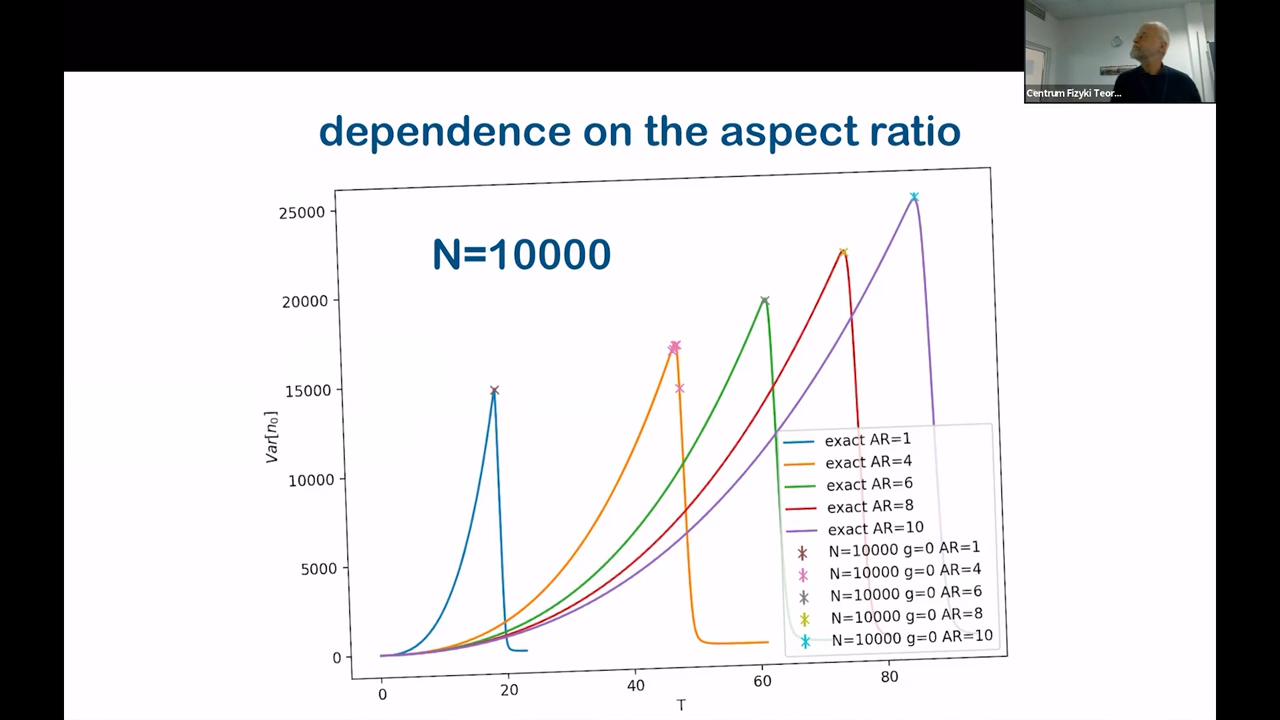 Centrum Fizyki Teor...
dependence on the aspect ratio
N=10000
25000
20000
15000
10000
5000
0
Var[n₀]
0
20
40
60
80
T
exact AR=1
exact AR=4
exact AR=6
exact AR=8
exact AR=10
N=10000 g=0 AR=1
N=10000 g=0 AR=4
N=10000 g=0 AR=6
N=10000 g=0 AR=8
N=10000 g=0 AR=10